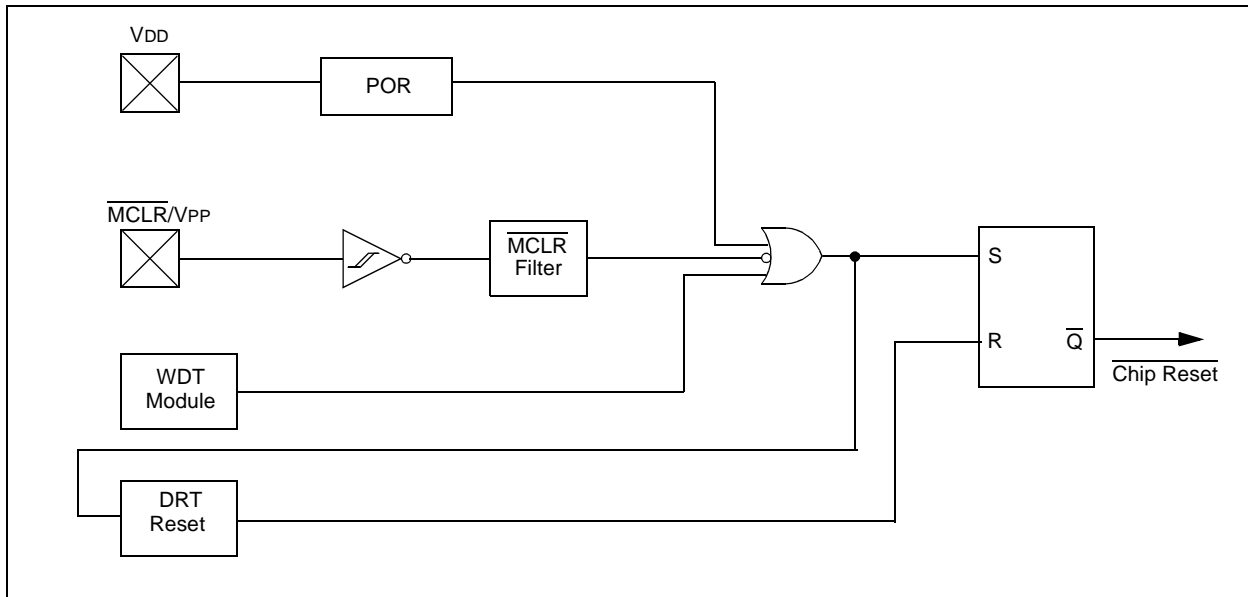 VDD
POR
MCLR/VPP
MCLR
Filter
S
R
Q
Chip Reset
WDT
Module
DRT
Reset